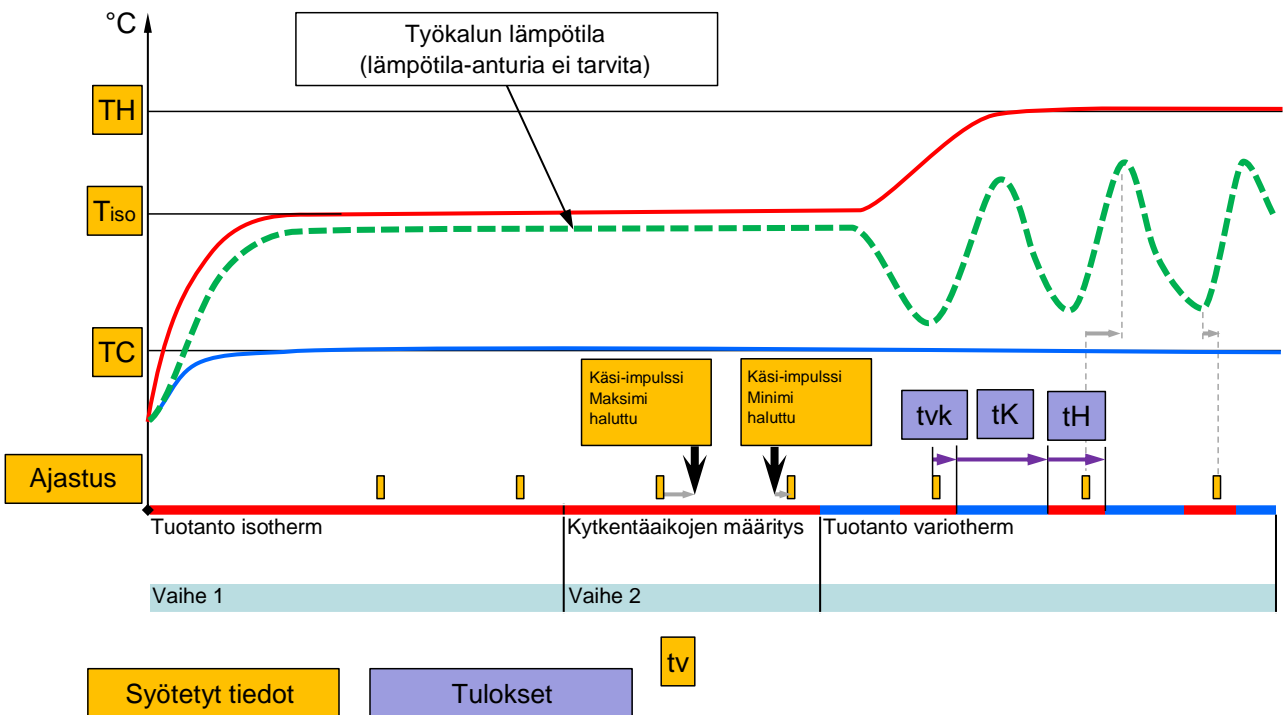 °C
Työkalun lämpötila
(lämpötila-anturia ei tarvita)
TH
Tiso
TC
Käsi-impulssi
Maksimi
haluttu
Käsi-impulssi
Minimi
haluttu
tvk
tK
tH
Ajastus
Tuotanto isotherm
Kytkentäaikojen määritys
Tuotanto variotherm
Vaihe 1
Vaihe 2
tv
Syötetyt tiedot
Tulokset